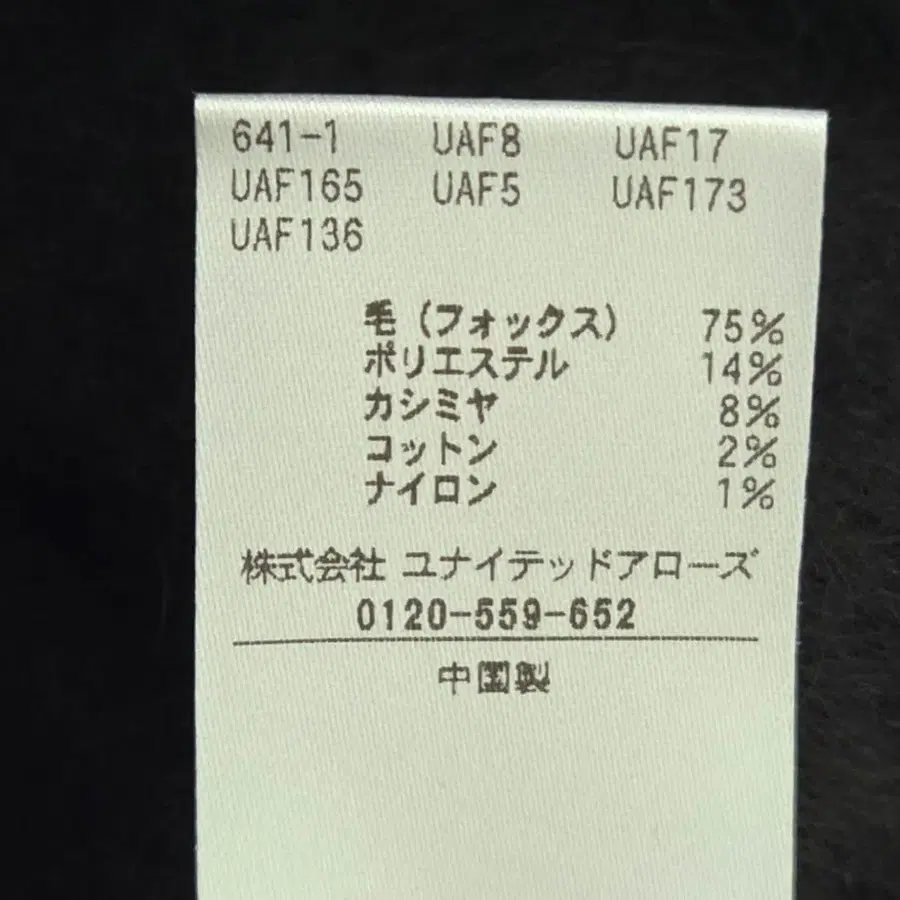 641-1 UAF8 UAF17
UAF165 UAF5 UAF173
UAF136
毛(フォックス) 75%
ポリエステル 14%
カシミヤ 8%
コットン 2%
ナイロン 1%
株式会社 ユナイテッドアローズ
0120-559-652
中国製